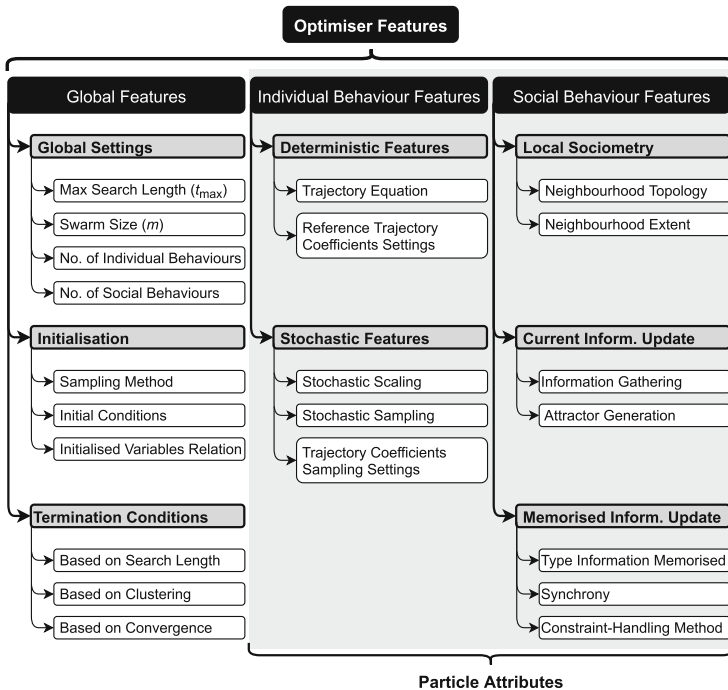 Optimiser Features
Global Features
Global Settings
Max Search Length (tmax)
Swarm Size (m)
No. of Individual Behaviours
No. of Social Behaviours
Initialisation
Sampling Method
Initial Conditions
Initialised Variables Relation
Termination Conditions
Based on Search Length
Based on Clustering
Based on Convergence
Individual Behaviour Features
Deterministic Features
Trajectory Equation
Reference Trajectory
Coefficients Settings
Stochastic Features
Stochastic Scaling
Stochastic Sampling
Trajectory Coefficients
Sampling Settings
Social Behaviour Features
Local Sociometry
Neighbourhood Topology
Neighbourhood Extent
Current Inform. Update
Information Gathering
Attractor Generation
Memorised Inform. Update
Type Information Memorised
Synchrony
Constraint-Handling Method
Particle Attributes